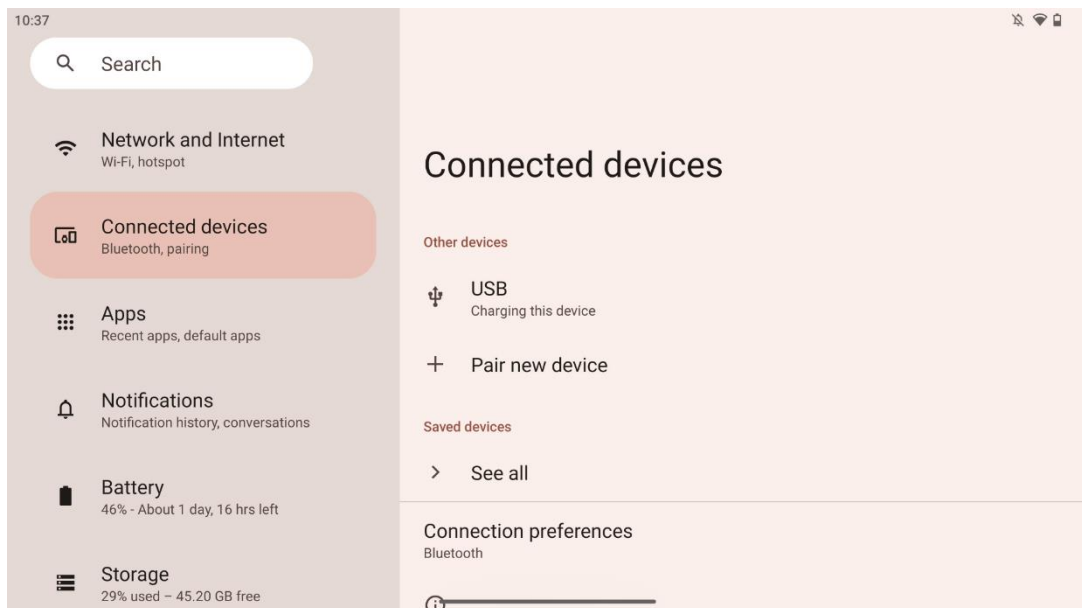 10:37
Search
Network and Internet
Wi-Fi, hotspot
Connected devices
Bluetooth, pairing
Apps
Recent apps, default apps
Notifications
Notification history, conversations
Battery
46% - About 1 day, 16 hrs left
Storage
29% used – 45.20 GB free
Connected devices
Other devices
USB
Charging this device
Pair new device
Saved devices
See all
Connection preferences
Bluetooth